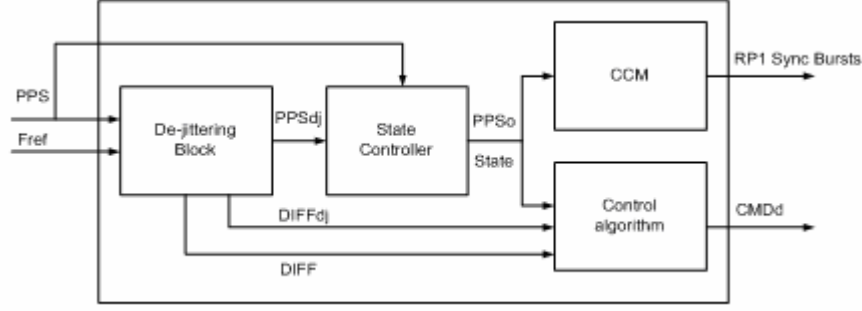 CCM
RP1 Sync Bursts
PPS
Fref
De-jittering
Block
PPSdj
State
Controller
PPSo
State
Control
algorithm
CMDd
DIFFdj
DIFF